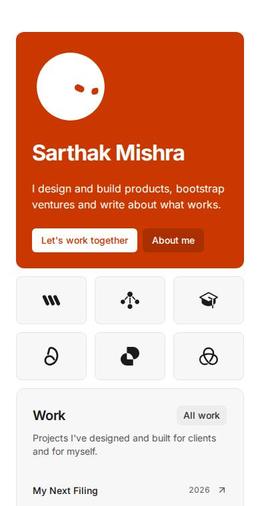 Sarthak Mishra
I design and build products, bootstrap
ventures and write about what works.
Let's work together
About me
Work
All work
Projects I've designed and built for clients
and for myself.
My Next Filing
2026